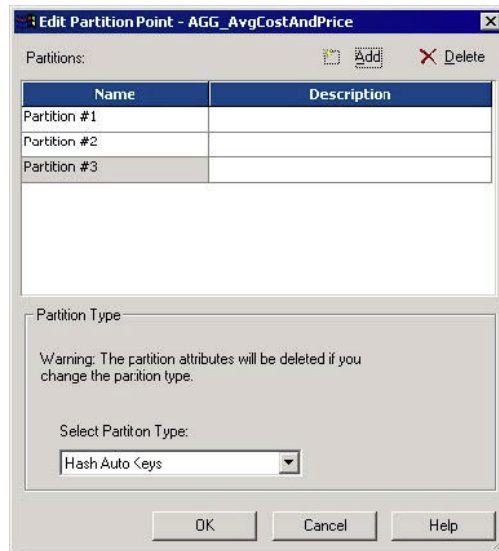 Edit Partition Point - AGG_AvgCostAndPrice
Partitions:
Add
Delete
Name Description
Partition #1
Partition #2
Partition #3
Partition Type
Warning: The partition attributes will be deleted if you
change the partition type.
Select Partiton Type:
Hash Auto Keys
OK Cancel Help